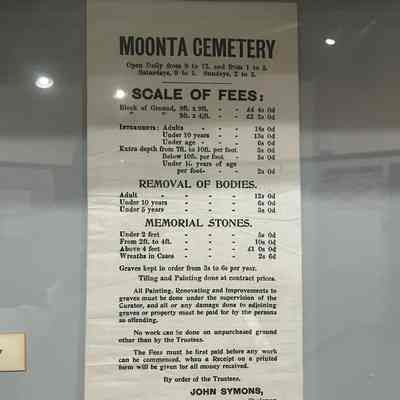 MOONTA CEMETERY
Open Daily from 9 to 12, and from 1 to 5.
Saturdays, 9 to 5. Sundays, 2 to 5.
SCALE OF FEES:
Block of Ground, 9ft. x 9ft. - - £4 4s 0d
" " 9ft. x 4½ft. - - £2 2s 0d
INTERMENTS: Adults - - - 14s 0d
Under 10 years - - 12s 0d
Under age - - - 6s 0d
Extra depth from 7ft. to 10ft. per foot. 3s 0d
Below 10ft. per foot - 5s 0d
Under years of age
per foot- - - 2s 0d
REMOVAL OF BODIES.
Adult - - - - 12s 0d
Under 10 years - - - 6s 0d
Under 5 years - - - 3s 0d
MEMORIAL STONES.
Under 2 feet - - - 5s 0d
From 2ft. to 4ft. - - - 10s 0d
Above 4 feet - - - £1 0s 0d
Wreaths in Cases - - - 2s 6d
Graves kept in order from 3s to 6s per year.
Tiling and Painting done at contract prices.
All Painting, Renovating and Improvements to
graves must be done under the supervision of the
Curator, and all or any damage done to adjoining
graves or property must be paid for by the persons
so offending.
No work can be done on unpurchased ground
other than by the Trustees.
The Fees must be first paid before any work
can be commenced, when a Receipt on a printed
form will be given for all money received.
By order of the Trustees.
JOHN SYMONS,